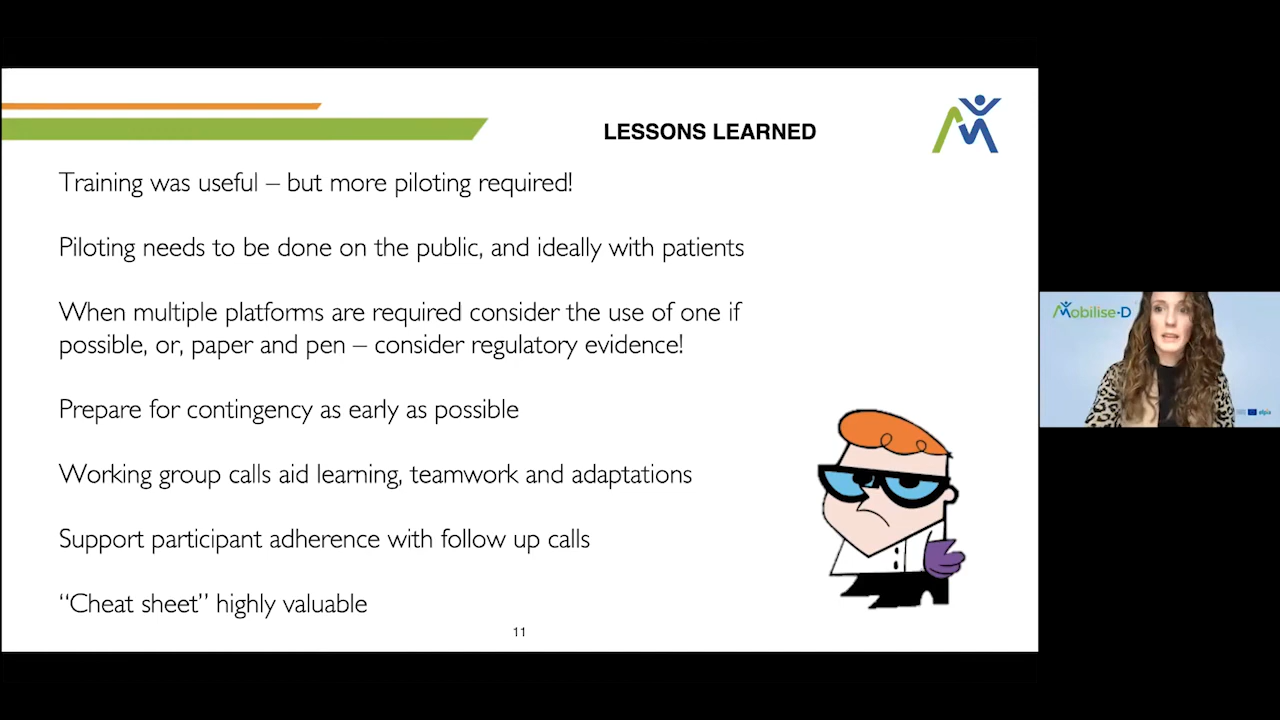 LESSONS LEARNED
Training was useful – but more piloting required!
Piloting needs to be done on the public, and ideally with patients
When multiple platforms are required consider the use of one if
possible, or, paper and pen – consider regulatory evidence!
Prepare for contingency as early as possible
Working group calls aid learning, teamwork and adaptations
Support participant adherence with follow up calls
“Cheat sheet” highly valuable
11
Mobilise-D
efpia